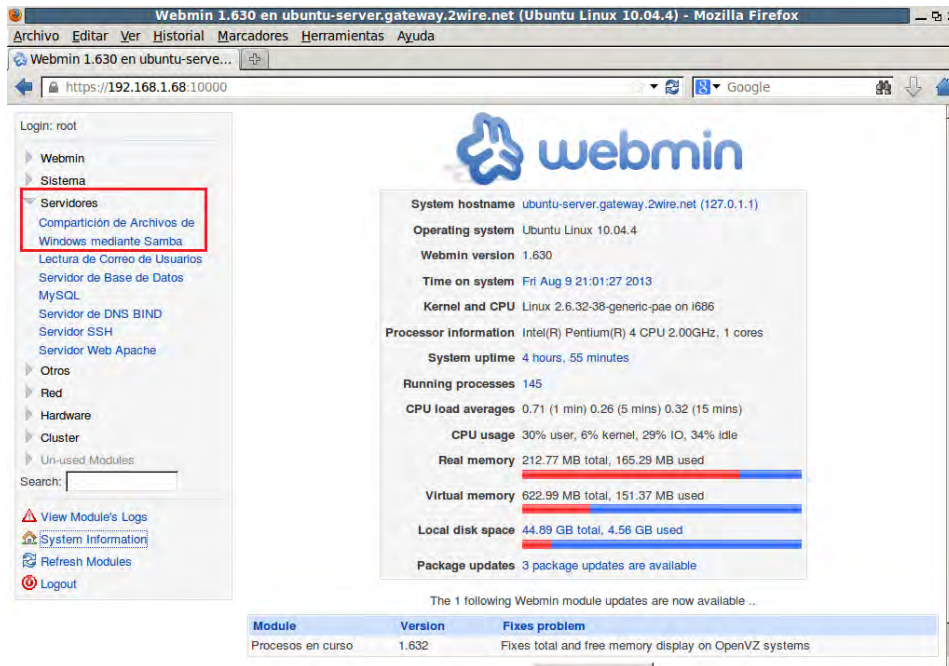 Webmin 1.630 en ubuntu-server.gateway.2wire.net (Ubuntu Linux 10.04.4) - Mozilla Firefox
Archivo Editar Ver Historial Marcadores Herramientas Ayuda
Webmin 1.630 en ubuntu-serve...
https://192.168.1.68:10000
Google
Login: root
Webmin
Sistema
Servidores
Compartición de Archivos de
Windows mediante Samba
Lectura de Correo de Usuarios
Servidor de Base de Datos
MySQL
Servidor de DNS BIND
Servidor SSH
Servidor Web Apache
Otros
Red
Hardware
Cluster
Un-used Modules
Search:
View Module's Logs
System Information
Refresh Modules
Logout
webmin
System hostname ubuntu-server.gateway.2wire.net (127.0.1.1)
Operating system Ubuntu Linux 10.04.4
Webmin version 1.630
Time on system Fri Aug 9 21:01:27 2013
Kernel and CPU Linux 2.6.32-38-generic-pae on i686
Processor information Intel(R) Pentium(R) 4 CPU 2.00GHz, 1 cores
System uptime 4 hours, 55 minutes
Running processes 145
CPU load averages 0.71 (1 min) 0.26 (5 mins) 0.32 (15 mins)
CPU usage 30% user, 6% kernel, 29% IO, 34% idle
Real memory 212.77 MB total, 165.29 MB used
Virtual memory 622.99 MB total, 151.37 MB used
Local disk space 44.89 GB total, 4.56 GB used
Package updates 3 package updates are available
The 1 following Webmin module updates are now available ..
Module Version Fixes problem
Procesos en curso 1.632 Fixes total and free memory display on OpenVZ systems